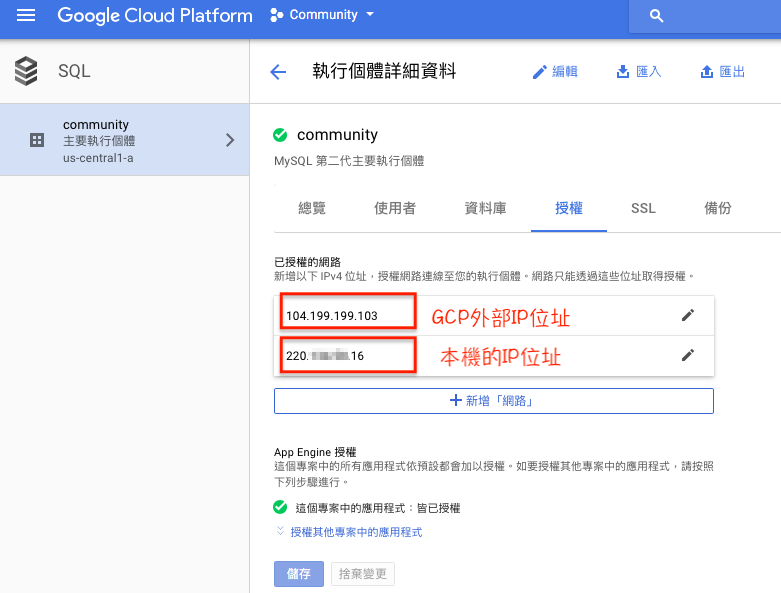 Google Cloud Platform
Community
SQL
執行個體詳細資料
編輯
匯入
匯出
community
主要執行個體
us-central1-a
community
MySQL 第二代主要執行個體
總覽
使用者
資料庫
授權
SSL
備份
已授權的網路
新增以下 IPv4 位址，授權網路連線至您的執行個體。網路只能透過這些位址取得授權。
104.199.199.103
GCP外部IP位址
220. .16
本機的IP位址
新增「網路」
App Engine 授權
這個專案中的所有應用程式依預設都會加以授權。如要授權其他專案中的應用程式，請按照
下列步驟進行。
這個專案中的應用程式：皆已授權
授權其他專案中的應用程式
儲存
捨棄變更